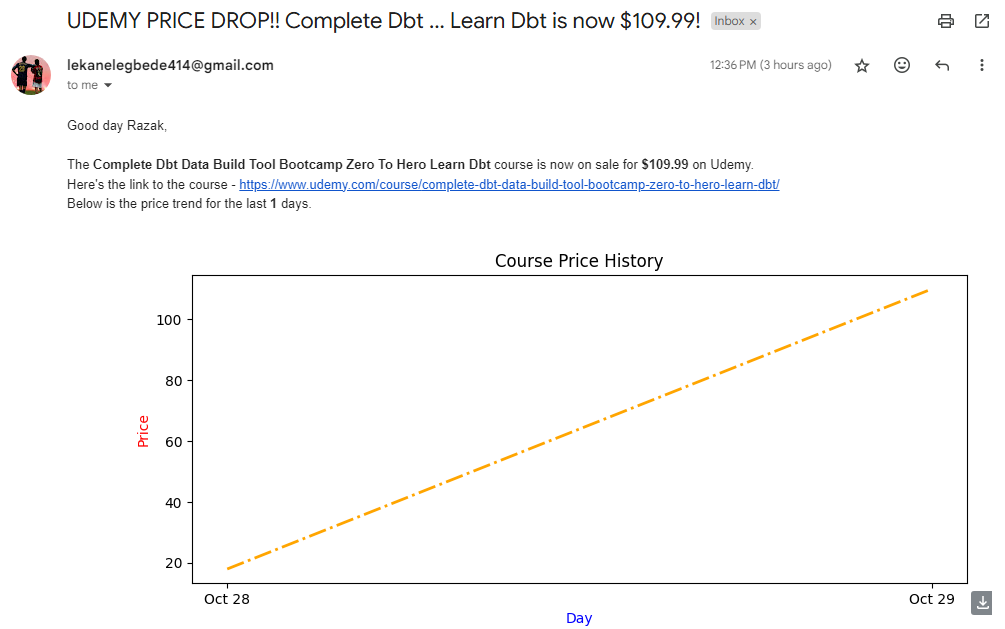 UDEMY PRICE DROP!! Complete Dbt ... Learn Dbt is now $109.99!
Inbox ×
lekanelegbede414@gmail.com
12:36 PM (3 hours ago)
to me
Good day Razak,
The Complete Dbt Data Build Tool Bootcamp Zero To Hero Learn Dbt course is now on sale for $109.99 on Udemy.
Here's the link to the course - https://www.udemy.com/course/complete-dbt-data-build-tool-bootcamp-zero-to-hero-learn-dbt/
Below is the price trend for the last 1 days.
Course Price History
100
80
60
40
20
Price
Oct 28
Oct 29
Day